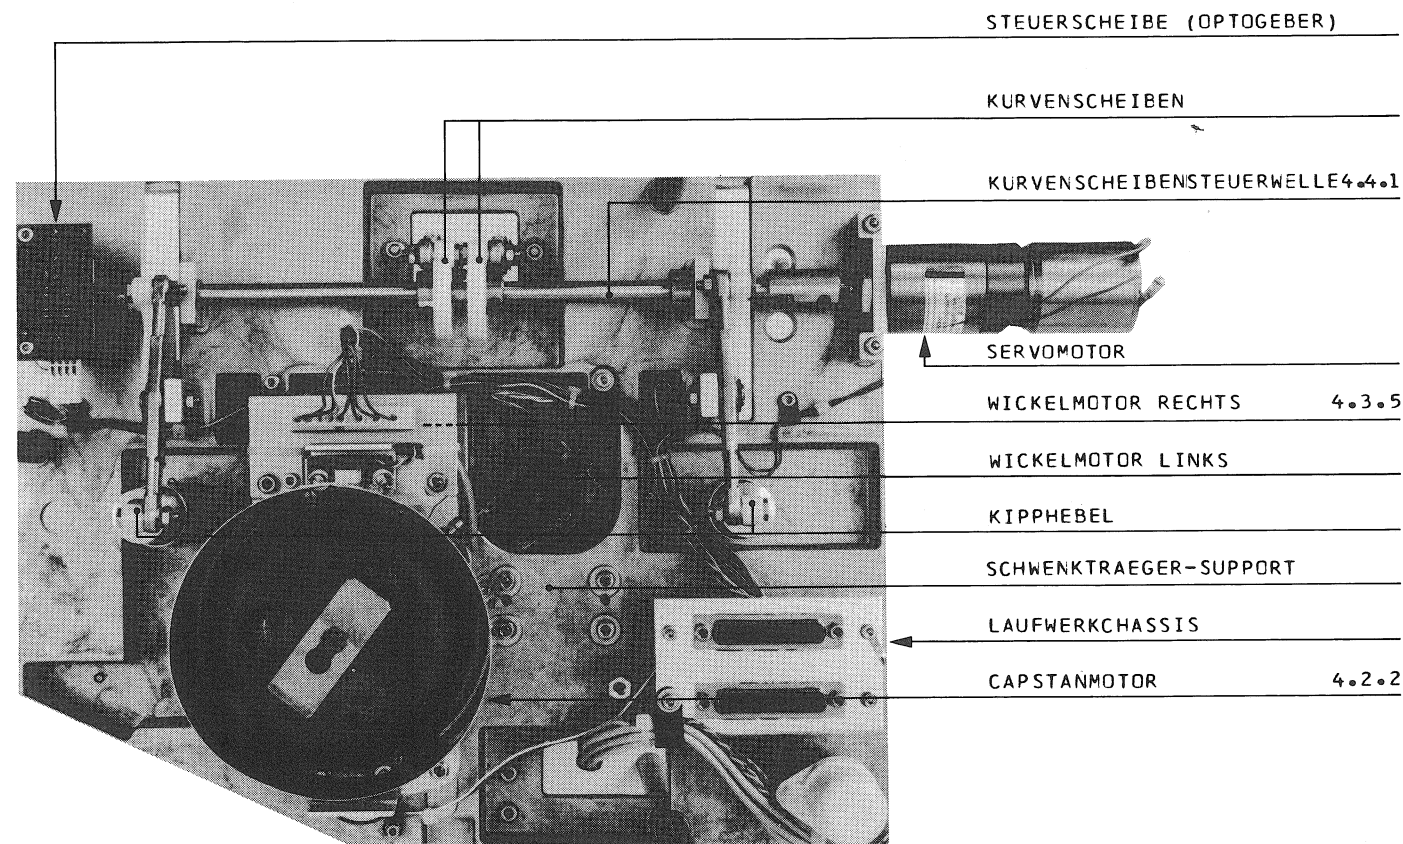 STEUERSCHEIBE (OPTOGEBER)
KURVENSCHEIBEN
KURVENSCHEIBENSTEUERWELLE4.4.1
SERVOMOTOR
WICKELMOTOR RECHTS 4.3.5
WICKELMOTOR LINKS
KIPPHEBEL
SCHWENKTRAEGER-SUPPORT
LAUFWERKCHASSIS
CAPSTANMOTOR 4.2.2